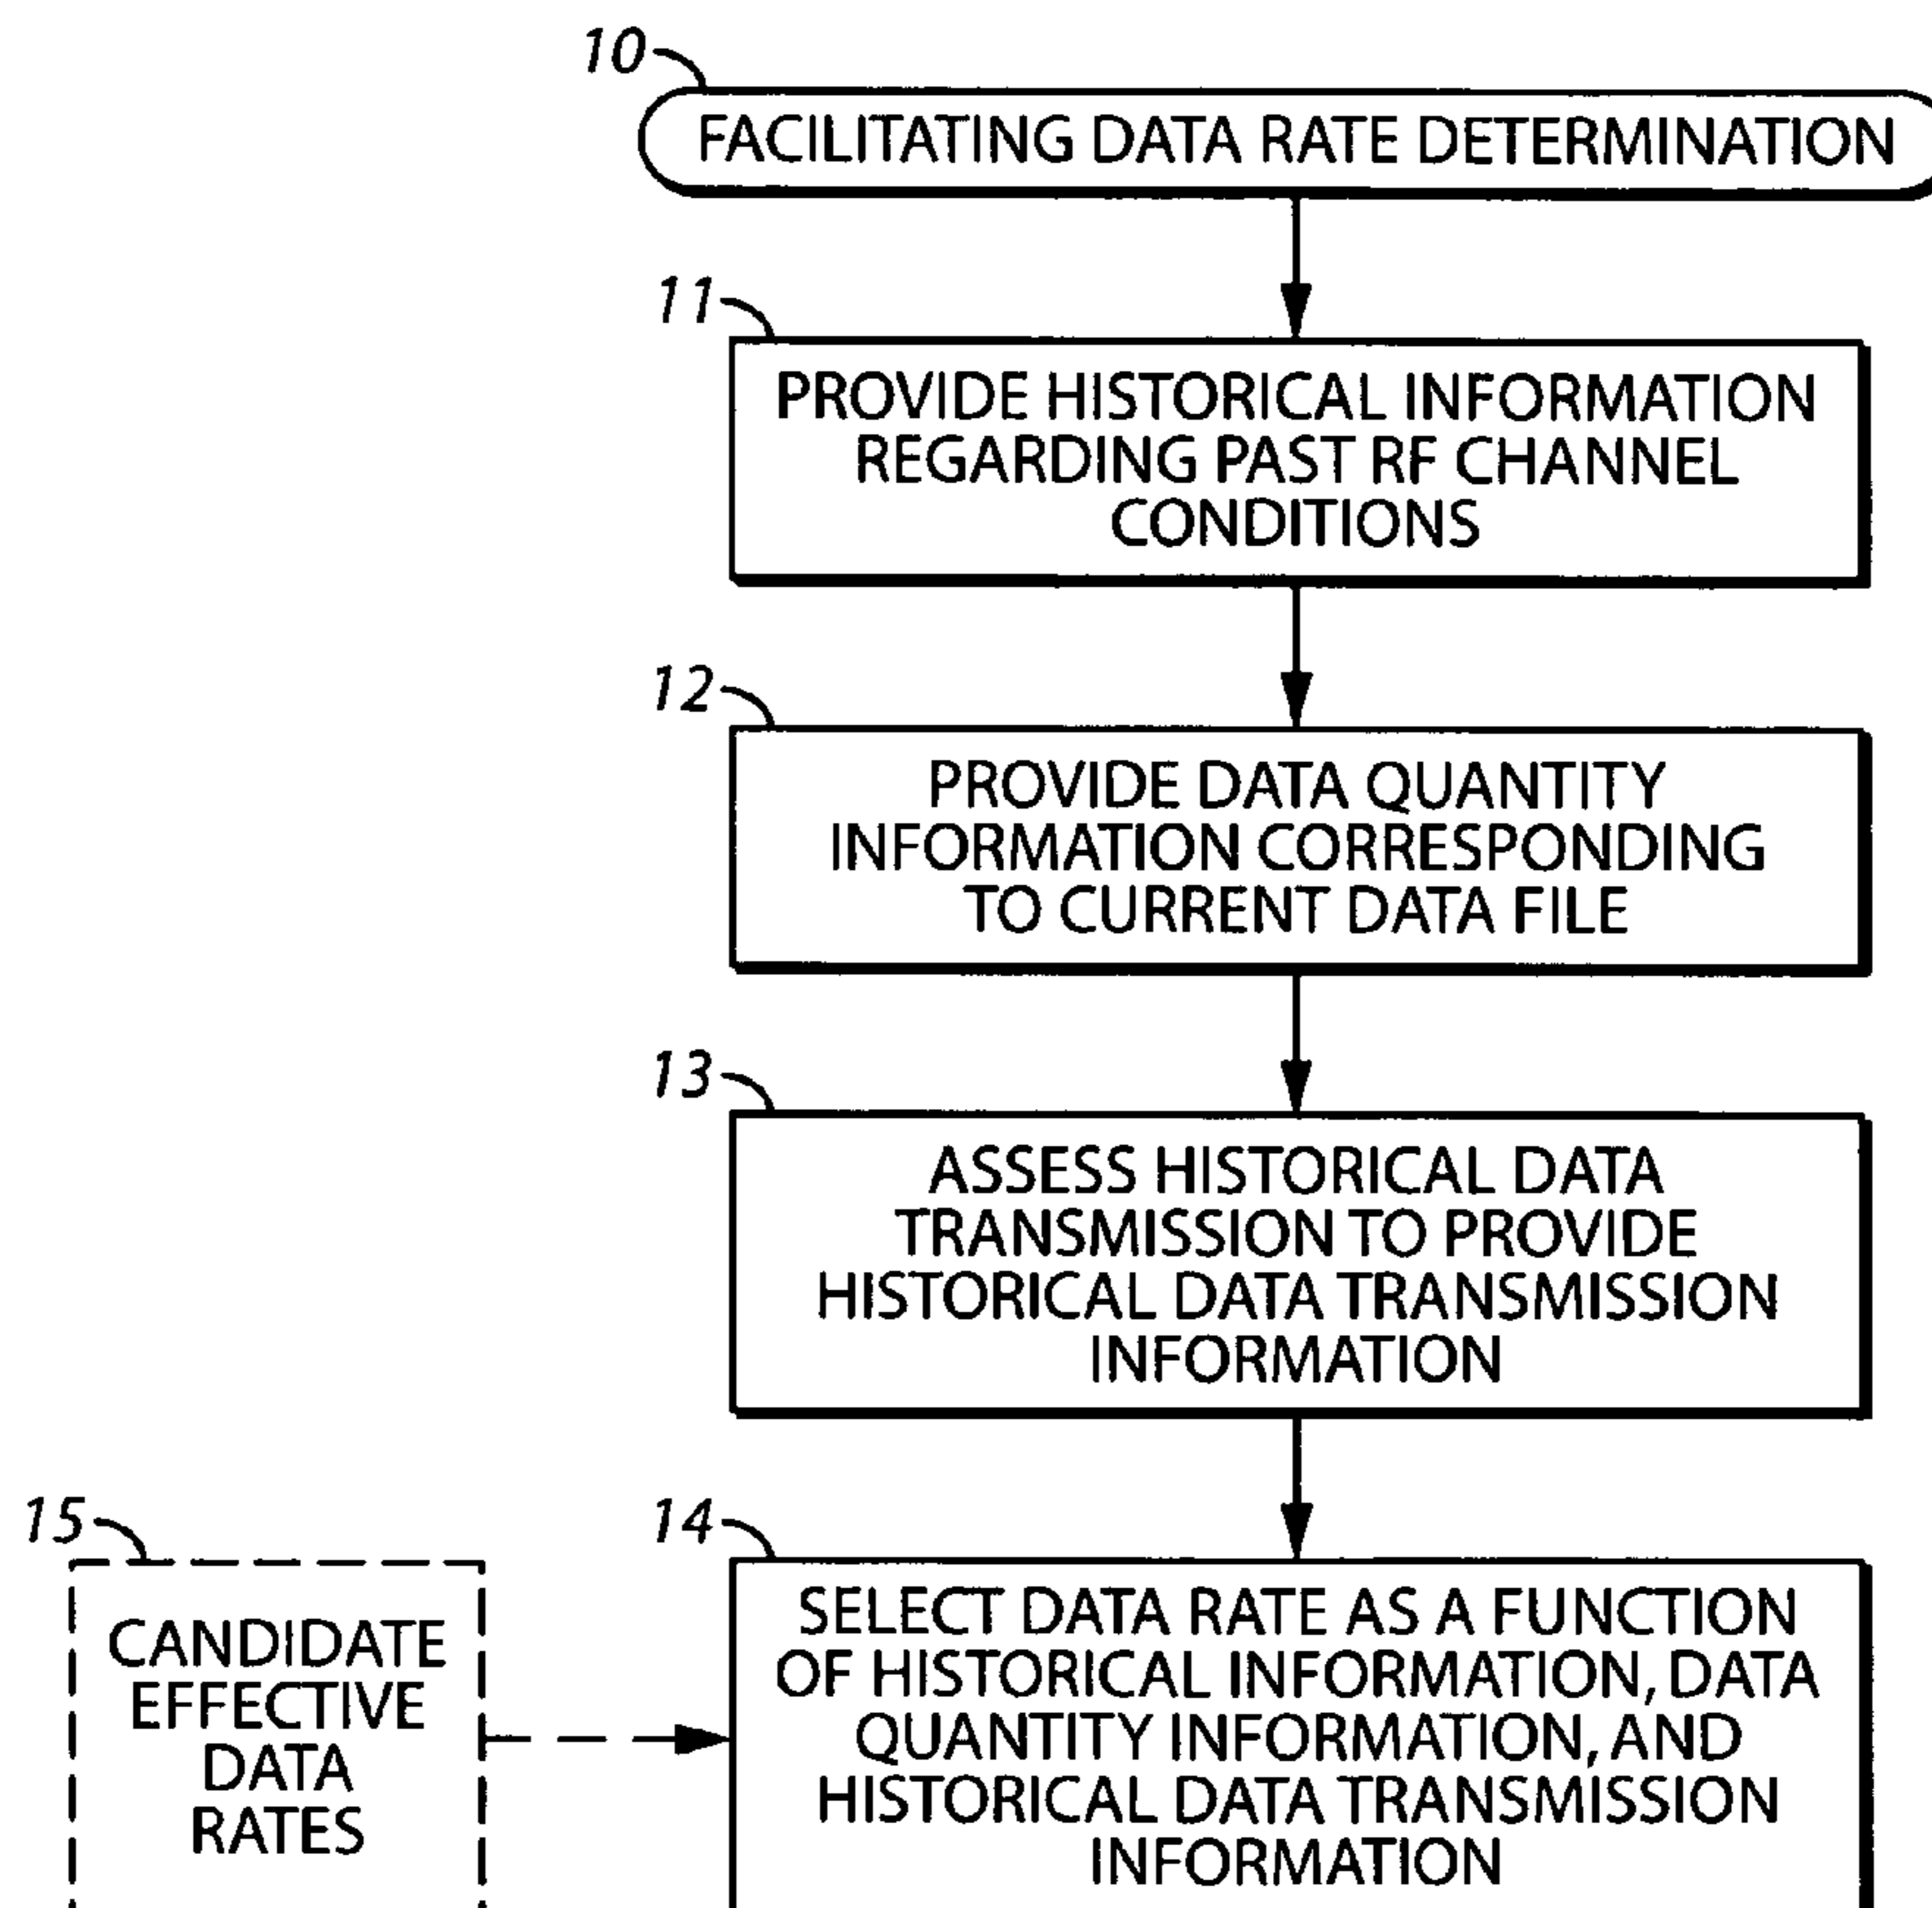 10
FACILITATING DATA RATE DETERMINATION
11
PROVIDE HISTORICAL INFORMATION
REGARDING PAST RF CHANNEL
CONDITIONS
12
PROVIDE DATA QUANTITY
INFORMATION CORRESPONDING
TO CURRENT DATA FILE
13
ASSESS HISTORICAL DATA
TRANSMISSION TO PROVIDE
HISTORICAL DATA TRANSMISSION
INFORMATION
15
CANDIDATE
EFFECTIVE
DATA
RATES
14
SELECT DATA RATE AS A FUNCTION
OF HISTORICAL INFORMATION, DATA
QUANTITY INFORMATION, AND
HISTORICAL DATA TRANSMISSION
INFORMATION